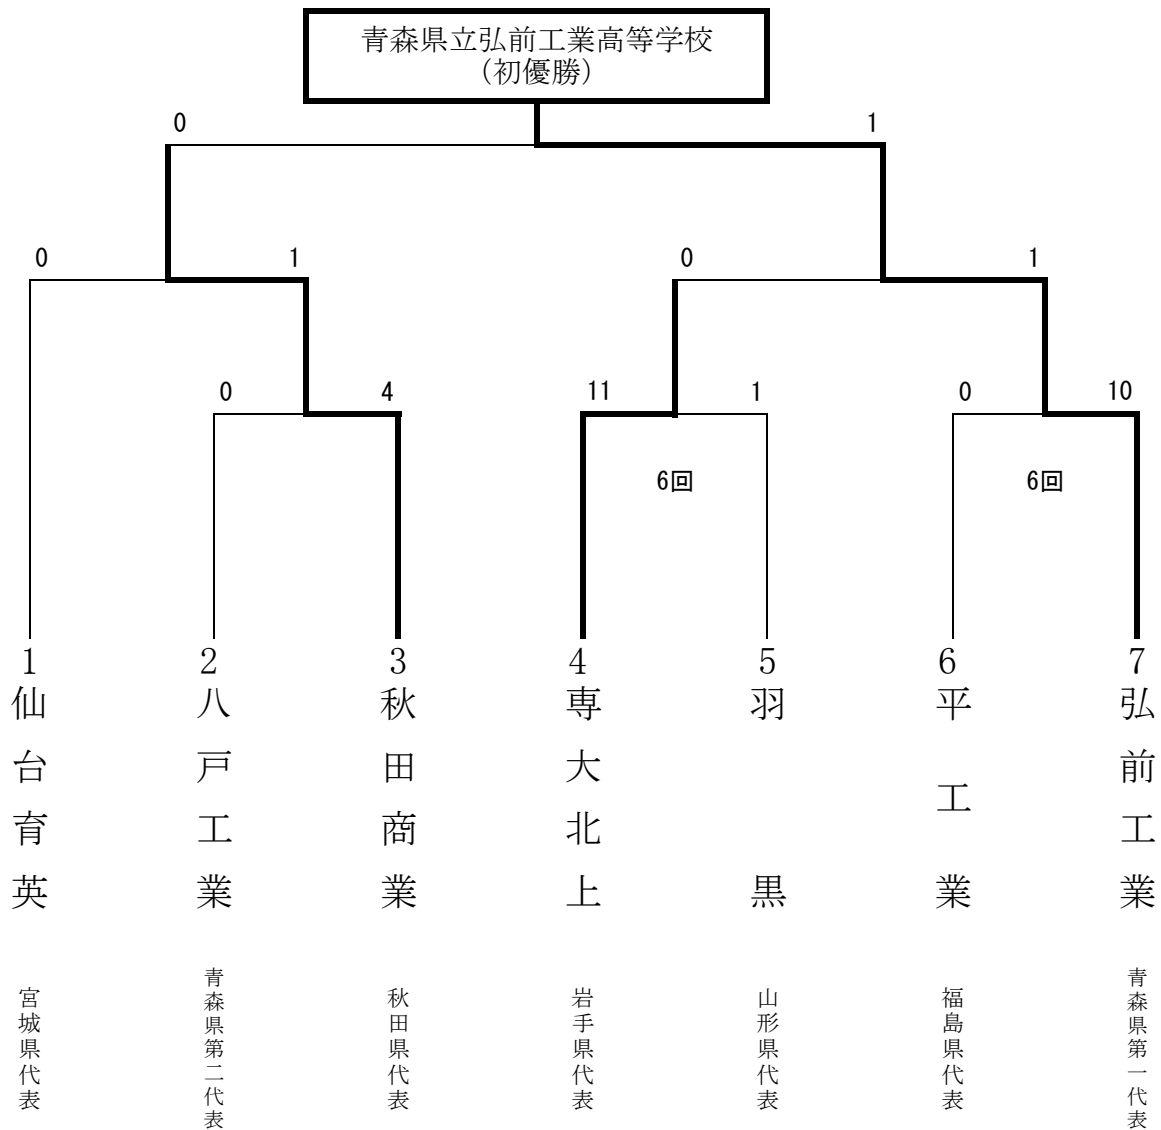 青森県立弘前工業高等学校
（初優勝）
0
1
0
1
0
1
0
4
11
1
0
10
6回
6回
1
2
3
4
5
6
7
仙台育英
八戸工業
秋田商業
専大北上
羽黒
平工業
弘前工業
宮城県代表
青森県第二代表
秋田県代表
岩手県代表
山形県代表
福島県代表
青森県第一代表